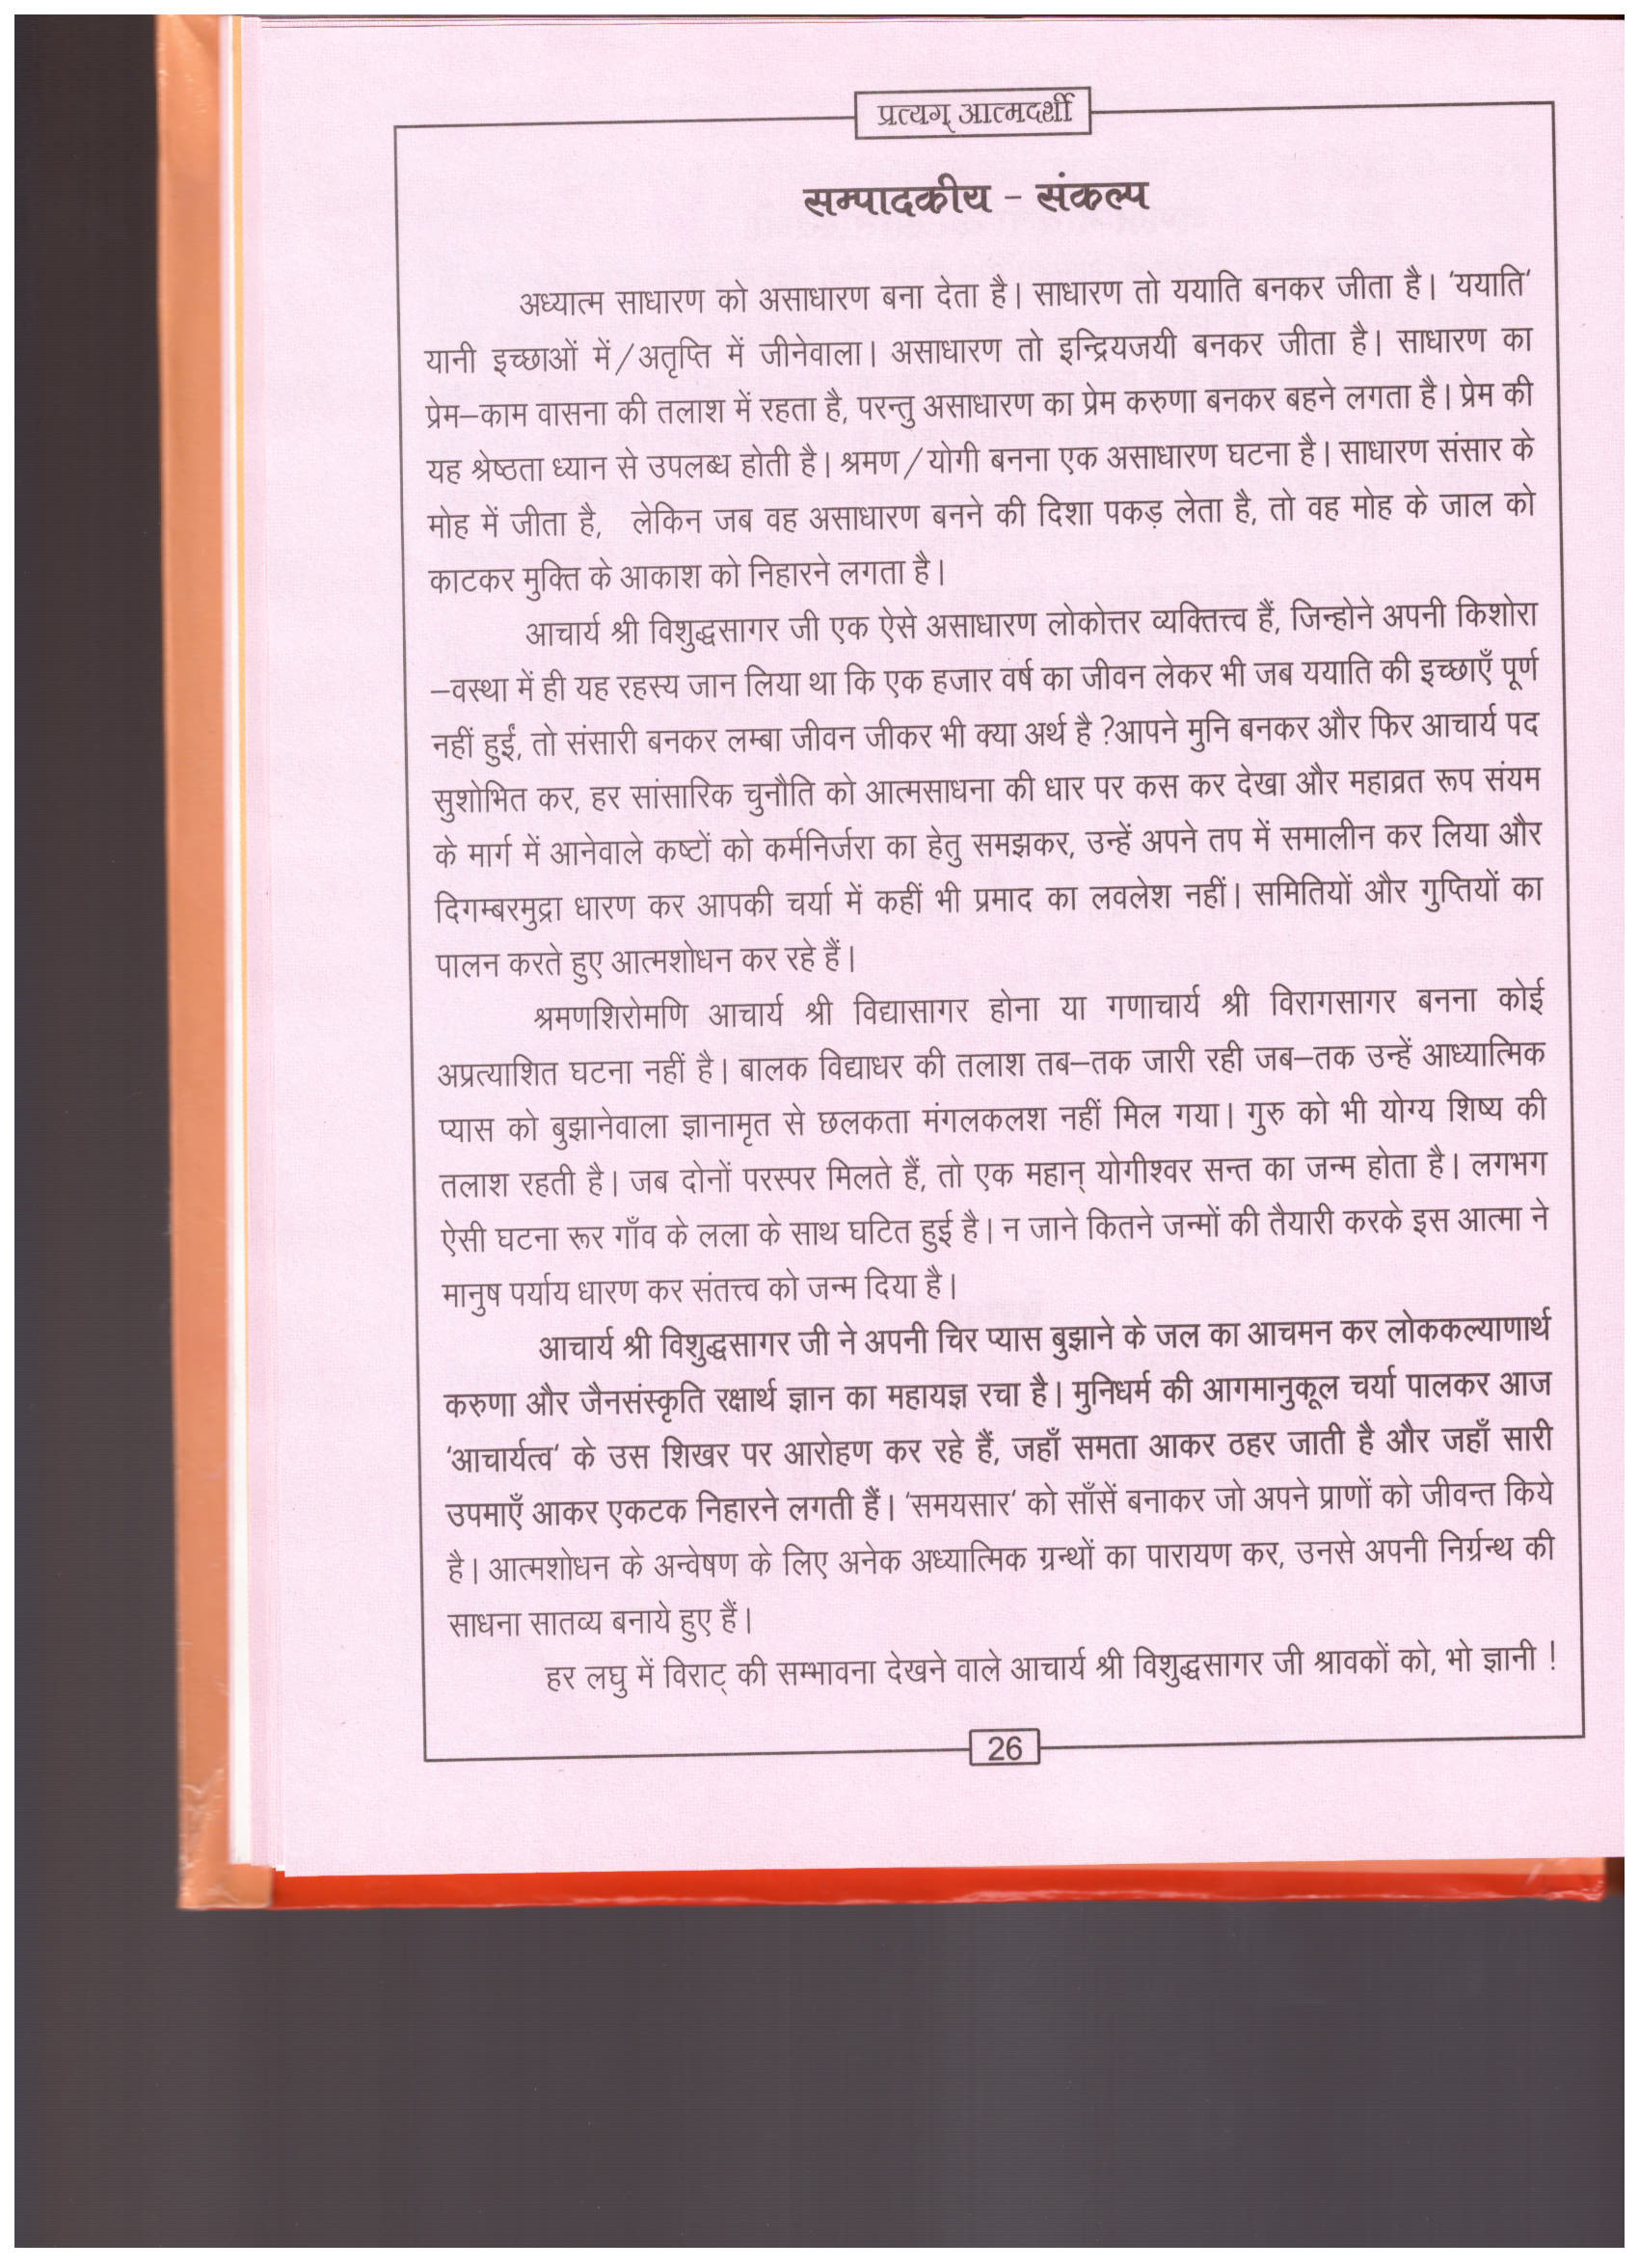 प्रत्यग् आत्मदर्शी
सम्पादकीय - संकल्प
अध्यात्म साधारण को असाधारण बना देता है। साधारण तो ययाति बनकर जीता है। 'ययाति'
यानी इच्छाओं में/अतृप्ति में जीनेवाला। असाधारण तो इन्द्रियजयी बनकर जीता है। साधारण का
प्रेम–काम वासना की तलाश में रहता है, परन्तु असाधारण का प्रेम करुणा बनकर बहने लगता है। प्रेम की
यह श्रेष्ठता ध्यान से उपलब्ध होती है। श्रमण/योगी बनना एक असाधारण घटना है। साधारण संसार के
मोह में जीता है, लेकिन जब वह असाधारण बनने की दिशा पकड़ लेता है, तो वह मोह के जाल को
काटकर मुक्ति के आकाश को निहारने लगता है।
आचार्य श्री विशुद्धसागर जी एक ऐसे असाधारण लोकोत्तर व्यक्तित्त्व हैं, जिन्होने अपनी किशोरा
–वस्था में ही यह रहस्य जान लिया था कि एक हजार वर्ष का जीवन लेकर भी जब ययाति की इच्छाएँ पूर्ण
नहीं हुईं, तो संसारी बनकर लम्बा जीवन जीकर भी क्या अर्थ है ?आपने मुनि बनकर और फिर आचार्य पद
सुशोभित कर, हर सांसारिक चुनौति को आत्मसाधना की धार पर कस कर देखा और महाव्रत रूप संयम
के मार्ग में आनेवाले कष्टों को कर्मनिर्जरा का हेतु समझकर, उन्हें अपने तप में समालीन कर लिया और
दिगम्बरमुद्रा धारण कर आपकी चर्या में कहीं भी प्रमाद का लवलेश नहीं। समितियों और गुप्तियों का
पालन करते हुए आत्मशोधन कर रहे हैं।
श्रमणशिरोमणि आचार्य श्री विद्यासागर होना या गणाचार्य श्री विरागसागर बनना कोई
अप्रत्याशित घटना नहीं है। बालक विद्याधर की तलाश तब–तक जारी रही जब–तक उन्हें आध्यात्मिक
प्यास को बुझानेवाला ज्ञानामृत से छलकता मंगलकलश नहीं मिल गया। गुरु को भी योग्य शिष्य की
तलाश रहती है। जब दोनों परस्पर मिलते हैं, तो एक महान् योगीश्वर सन्त का जन्म होता है। लगभग
ऐसी घटना रूर गाँव के लला के साथ घटित हुई है। न जाने कितने जन्मों की तैयारी करके इस आत्मा ने
मानुष पर्याय धारण कर संतत्त्व को जन्म दिया है।
आचार्य श्री विशुद्धसागर जी ने अपनी चिर प्यास बुझाने के जल का आचमन कर लोककल्याणार्थ
करुणा और जैनसंस्कृति रक्षार्थ ज्ञान का महायज्ञ रचा है। मुनिधर्म की आगमानुकूल चर्या पालकर आज
'आचार्यत्व' के उस शिखर पर आरोहण कर रहे हैं, जहाँ समता आकर ठहर जाती है और जहाँ सारी
उपमाएँ आकर एकटक निहारने लगती हैं। 'समयसार' को साँसें बनाकर जो अपने प्राणों को जीवन्त किये
है। आत्मशोधन के अन्वेषण के लिए अनेक अध्यात्मिक ग्रन्थों का पारायण कर, उनसे अपनी निर्ग्रन्थ की
साधना सातव्य बनाये हुए हैं।
हर लघु में विराट् की सम्भावना देखने वाले आचार्य श्री विशुद्धसागर जी श्रावकों को, भो ज्ञानी !
26